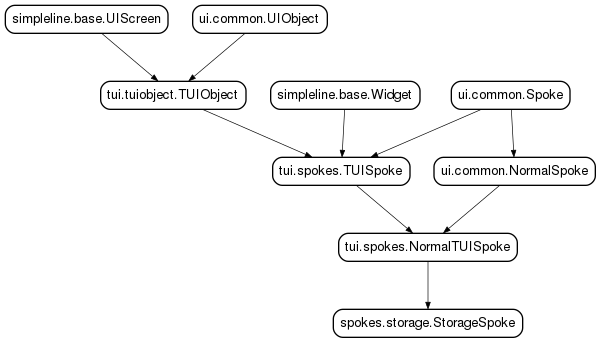 simpleline.base.UIScreen
ui.common.UIObject
tui.tuiobject.TUIObject
simpleline.base.Widget
ui.common.Spoke
tui.spokes.TUISpoke
ui.common.NormalSpoke
tui.spokes.NormalTUISpoke
spokes.storage.StorageSpoke